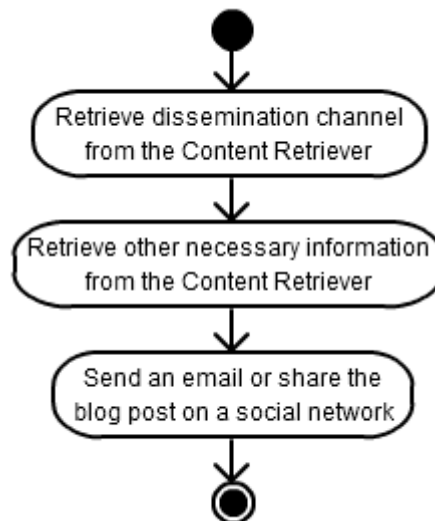 Retrieve dissemination channel
from the Content Retriever
Retrieve other necessary information
from the Content Retriever
Send an email or share the
blog post on a social network